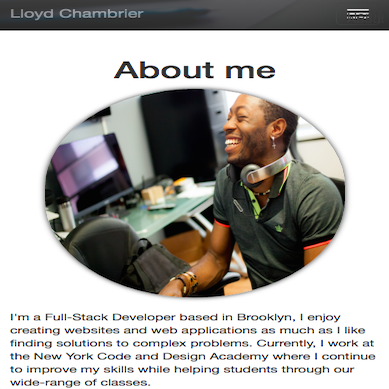 Lloyd Chambrier
About me
I'm a Full-Stack Developer based in Brooklyn, I enjoy
creating websites and web applications as much as I like
finding solutions to complex problems. Currently, I work at
the New York Code and Design Academy where I continue
to improve my skills while helping students through our
wide-range of classes.